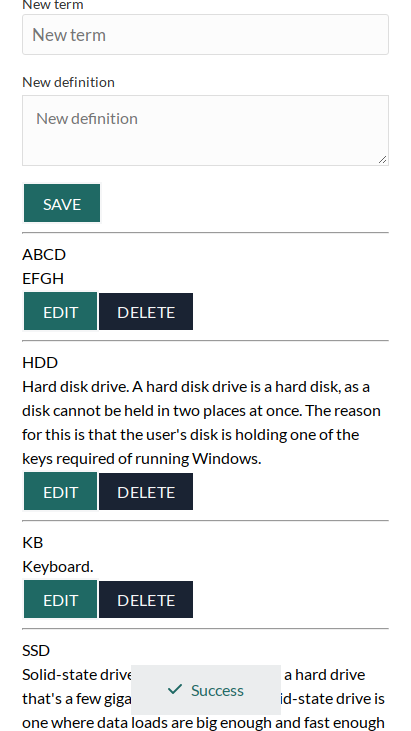 New term
New term
New definition
New definition
SAVE
ABCD
EFGH
EDIT DELETE
HDD
Hard disk drive. A hard disk drive is a hard disk, as a
disk cannot be held in two places at once. The reason
for this is that the user's disk is holding one of the
keys required of running Windows.
EDIT DELETE
KB
Keyboard.
EDIT DELETE
SSD
Solid-state drive a hard drive
that's a few giga id-state drive is
Success
one where data loads are big enough and fast enough